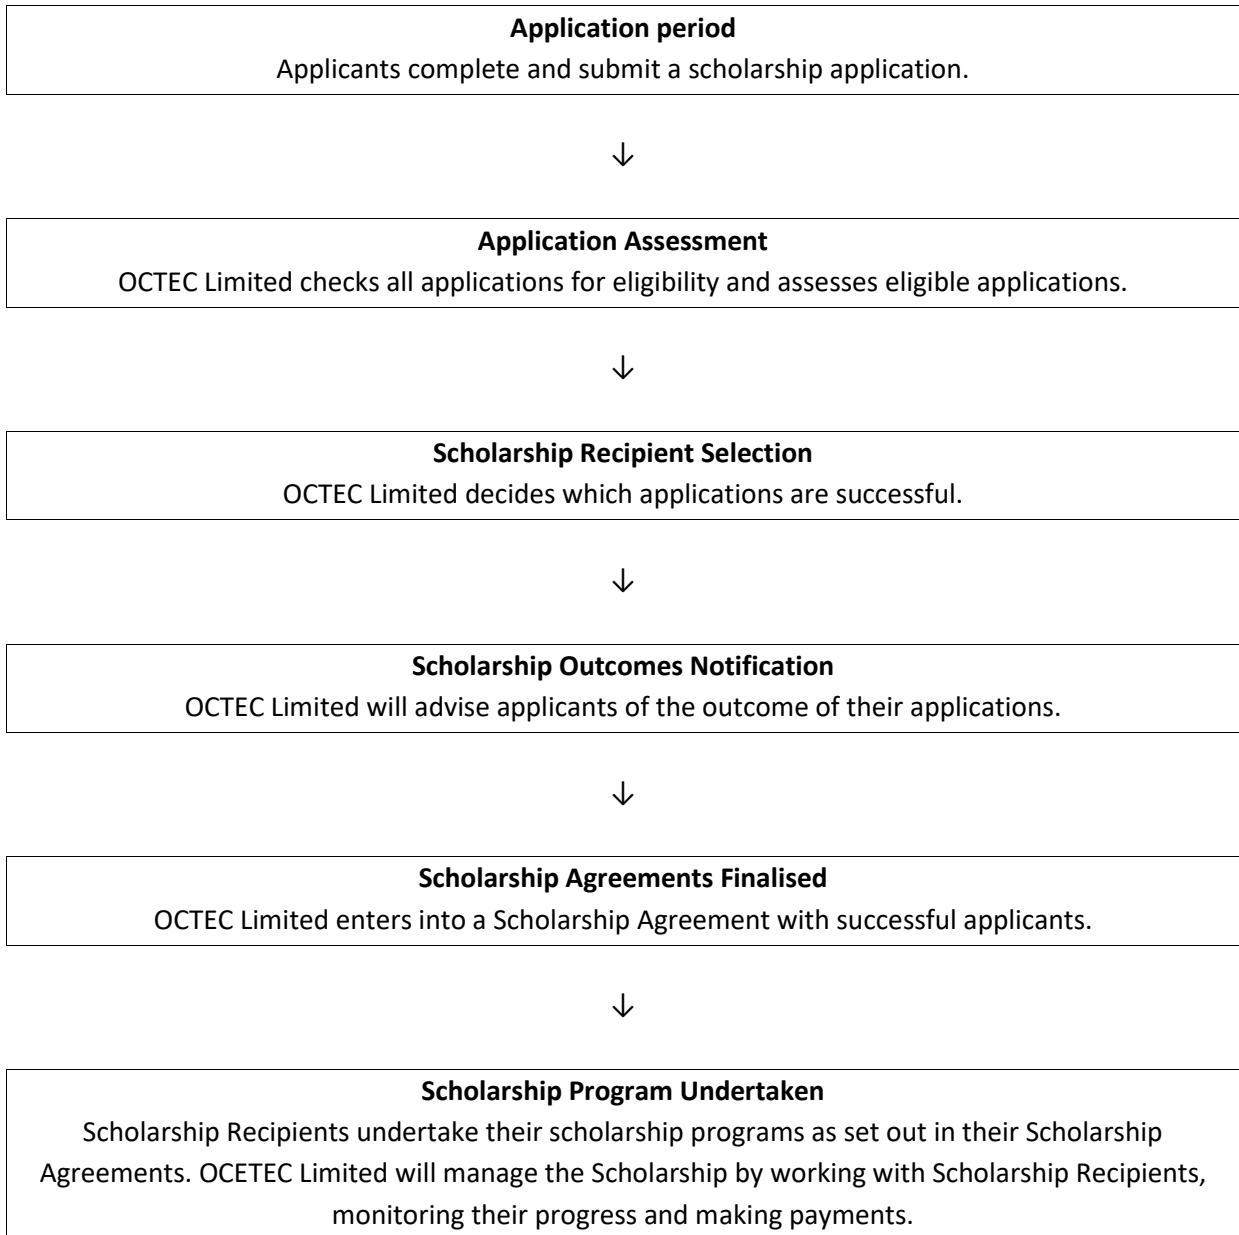 Application period
Applicants complete and submit a scholarship application.
↓
Application Assessment
OCTEC Limited checks all applications for eligibility and assesses eligible applications.
↓
Scholarship Recipient Selection
OCTEC Limited decides which applications are successful.
↓
Scholarship Outcomes Notification
OCTEC Limited will advise applicants of the outcome of their applications.
↓
Scholarship Agreements Finalised
OCTEC Limited enters into a Scholarship Agreement with successful applicants.
↓
Scholarship Program Undertaken
Scholarship Recipients undertake their scholarship programs as set out in their Scholarship
Agreements. OCETEC Limited will manage the Scholarship by working with Scholarship Recipients,
monitoring their progress and making payments.